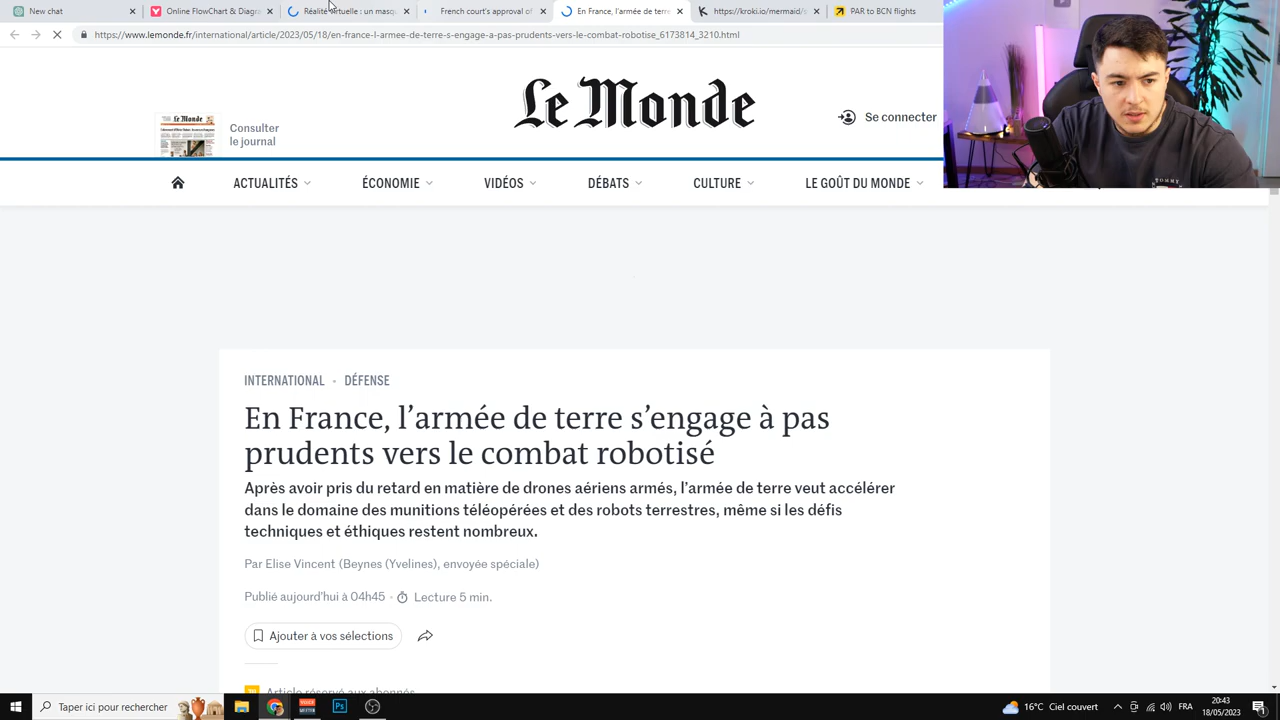 New chat
Online FlowChart & Diagra
Réalité virtuelle : un masqu
French court's approval of
En France, l'armée de terre
https://kroki.io/mermaid/s
PAR to BCN flights
https://www.lemonde.fr/international/article/2023/05/18/en-france-l-armee-de-terre-s-engage-a-pas-prudents-vers-le-combat-robotise_6173814_3210.html
Le Monde
Consulter
le journal
Se connecter
ACTUALITÉS
ÉCONOMIE
VIDÉOS
DÉBATS
CULTURE
LE GOÛT DU MONDE
TOMMY
INTERNATIONAL • DÉFENSE
En France, l'armée de terre s'engage à pas
prudents vers le combat robotisé
Après avoir pris du retard en matière de drones aériens armés, l'armée de terre veut accélérer
dans le domaine des munitions téléopérées et des robots terrestres, même si les défis
techniques et éthiques restent nombreux.
Par Elise Vincent (Beynes (Yvelines), envoyée spéciale)
Publié aujourd'hui à 04h45 • Lecture 5 min.
Ajouter à vos sélections
Article réservé aux abonnés
Taper ici pour rechercher
Ps
16°C Ciel couvert
FRA
20:43
18/05/2023